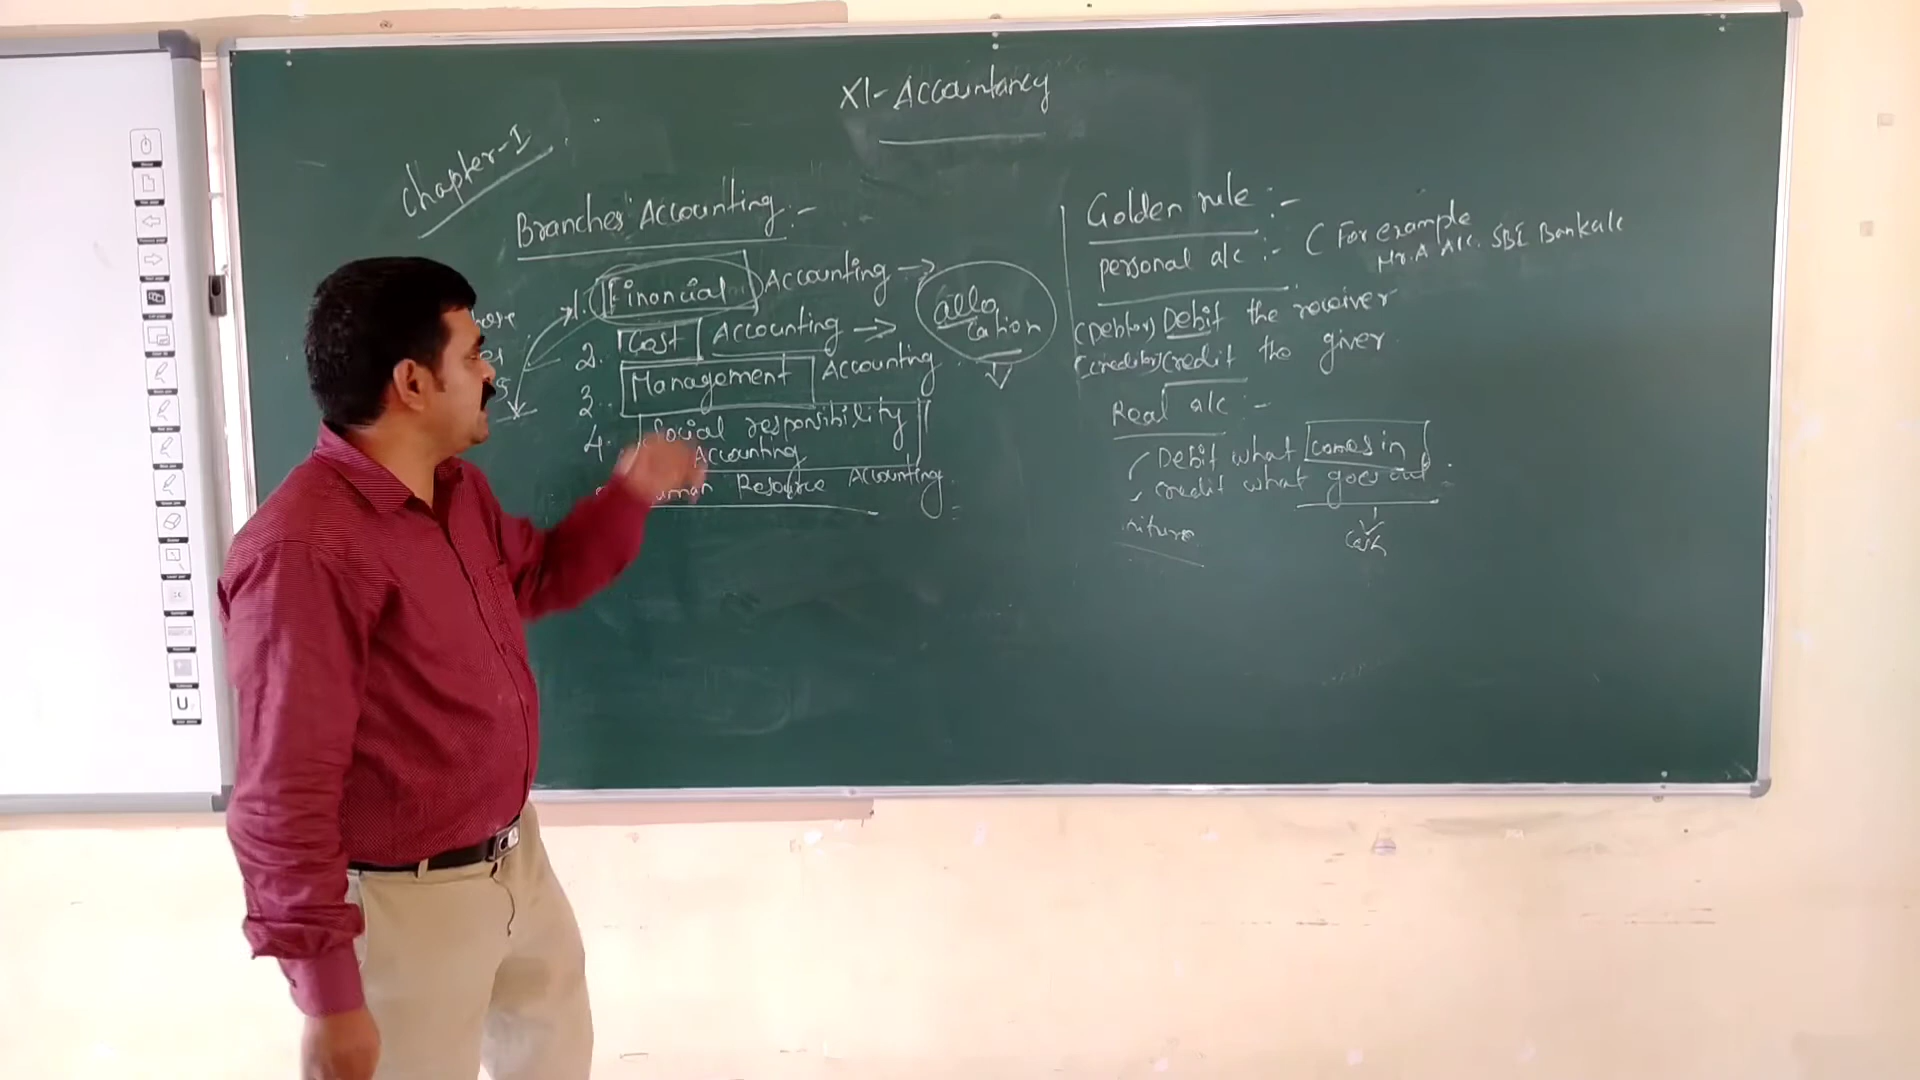 XI-Accountancy
Chapter-I
Branches Accounting:-
1. Financial Accounting →
2. Cost Accounting →
allo
cation
3. Management Accounting
4. Social responsibility
Accounting
Resource Accounting
Golden rule:-
personal a/c:- ( For example
Mr.A A/c. SBI Bank a/c
(Debtor) Debit the receiver
(creditor) credit the giver
Real a/c:-
Debit what comes in
credit what goes out
cash
U